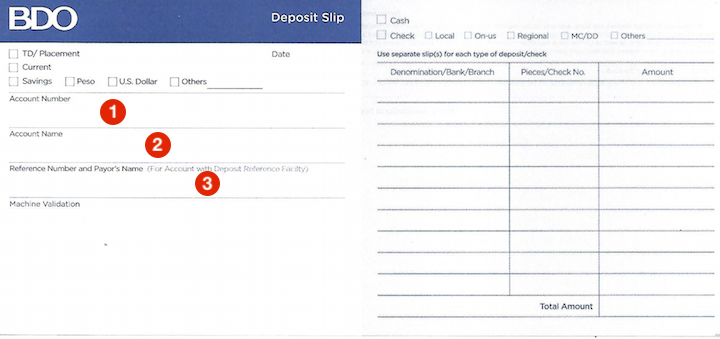 BDO
Deposit Slip
TD/ Placement
Date
Current
Savings Peso U.S. Dollar Others
Account Number
1
Account Name
2
Reference Number and Payor's Name (For Account with Deposit Reference Facilty)
3
Machine Validation
Cash
Check Local On-us Regional MC/DD Others
Use separate slip(s) for each type of deposit/check
Denomination/Bank/Branch Pieces/Check No. Amount
Total Amount